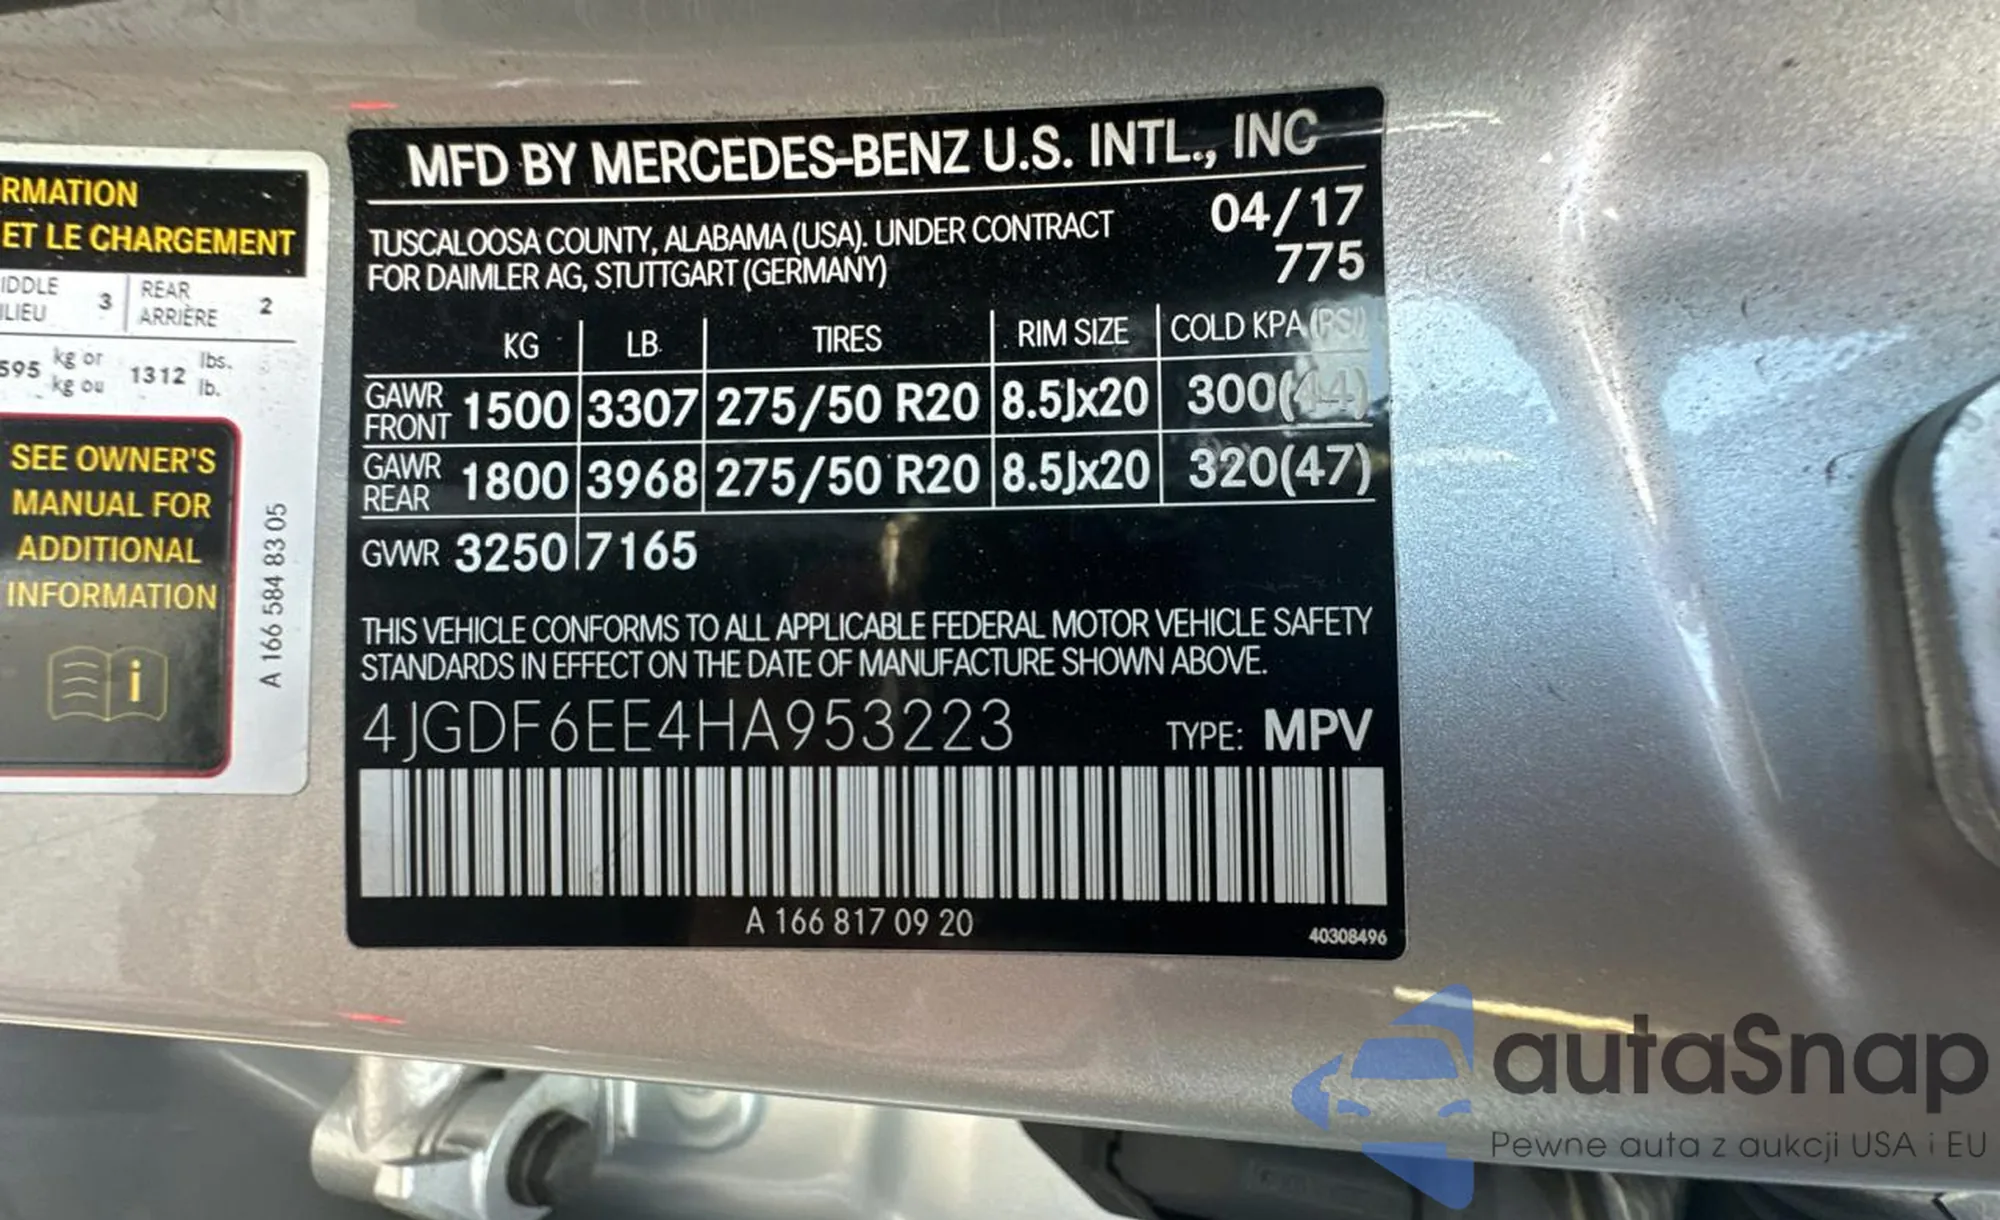 RMATION
ET LE CHARGEMENT
IDDLE
ILIEU
3
REAR
ARRIÈRE
2
595 kg or
kg ou
1312 lbs.
lb.
SEE OWNER'S
MANUAL FOR
ADDITIONAL
INFORMATION
i
A 166 584 83 05
MFD BY MERCEDES-BENZ U.S. INTL., INC
TUSCALOOSA COUNTY, ALABAMA (USA). UNDER CONTRACT
FOR DAIMLER AG, STUTTGART (GERMANY)
04/17
775
KG LB. TIRES RIM SIZE COLD KPA (PSI)
GAWR
FRONT 1500 3307 275/50 R20 8.5Jx20 300(44)
GAWR
REAR 1800 3968 275/50 R20 8.5Jx20 320(47)
GVWR 3250 7165
THIS VEHICLE CONFORMS TO ALL APPLICABLE FEDERAL MOTOR VEHICLE SAFETY
STANDARDS IN EFFECT ON THE DATE OF MANUFACTURE SHOWN ABOVE.
4JGDF6EE4HA953223 TYPE: MPV
A 166 817 09 20
40308496
autaSnap
Pewne auta z aukcji USA i EU